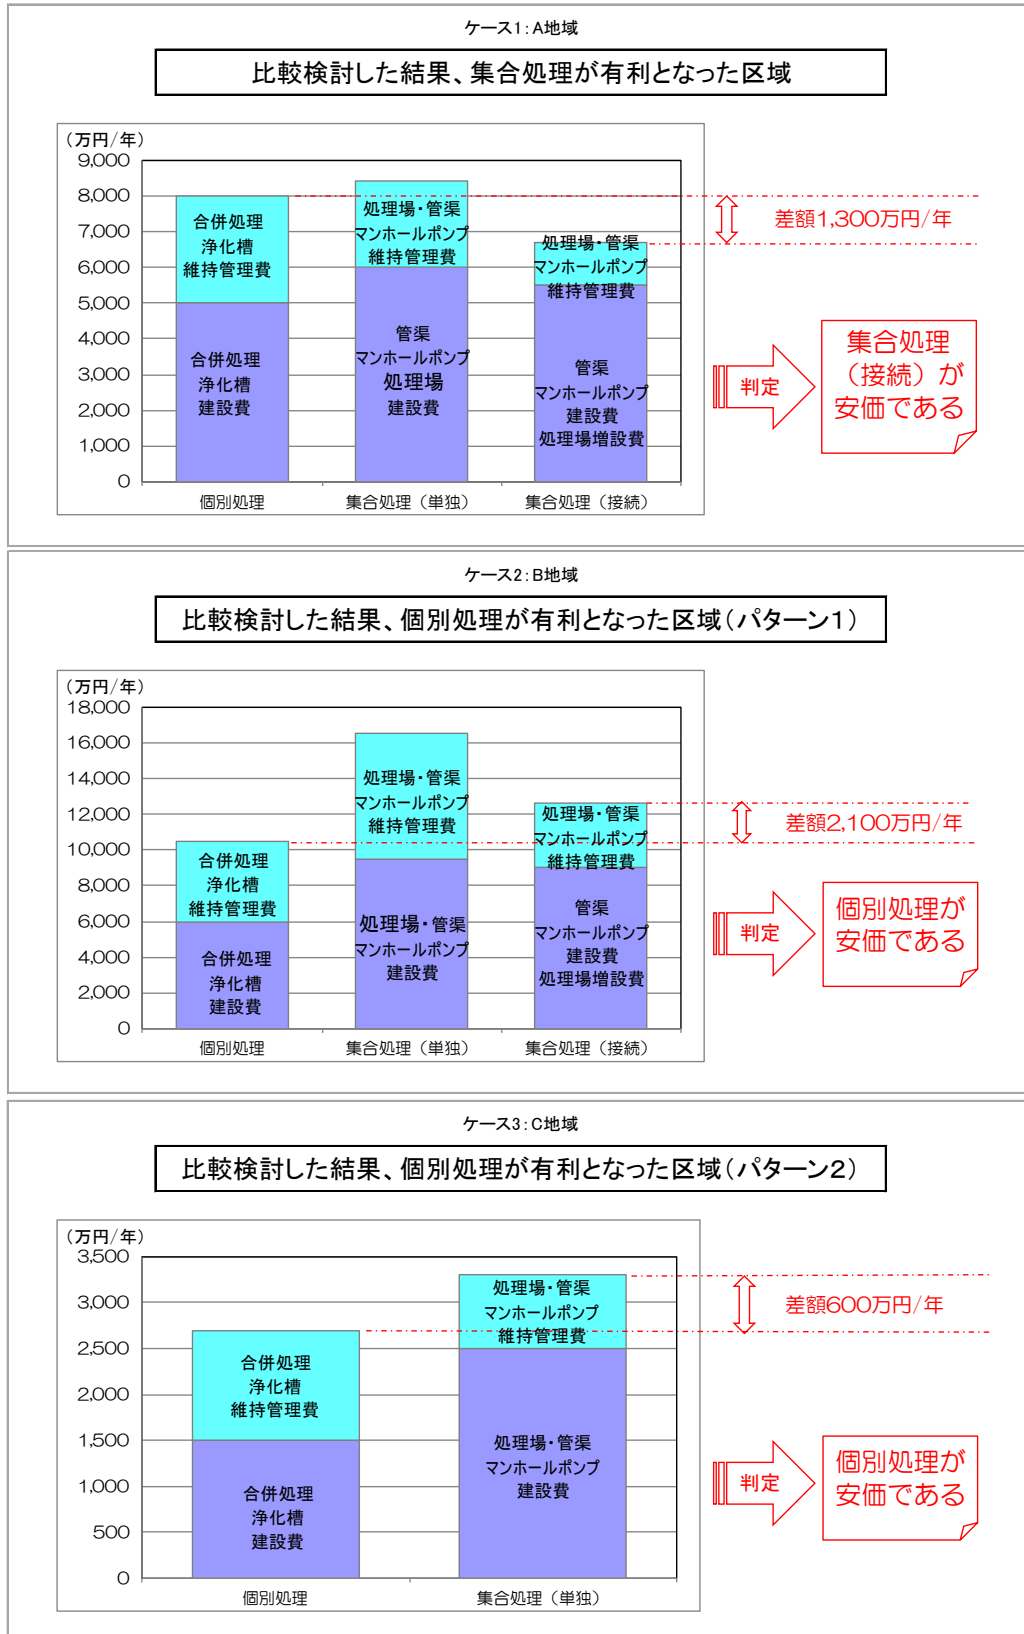 ケース1：A地域
比較検討した結果、集合処理が有利となった区域
（万円/年）
9,000
8,000
7,000
6,000
5,000
4,000
3,000
2,000
1,000
0
合併処理
浄化槽
維持管理費
合併処理
浄化槽
建設費
処理場・管渠
マンホールポンプ
維持管理費
管渠
マンホールポンプ
処理場
建設費
処理場・管渠
マンホールポンプ
維持管理費
管渠
マンホールポンプ
建設費
処理場増設費
個別処理
集合処理（単独）
集合処理（接続）
差額1,300万円/年
判定
集合処理
（接続）が
安価である
ケース2：B地域
比較検討した結果、個別処理が有利となった区域（パターン１）
（万円/年）
18,000
16,000
14,000
12,000
10,000
8,000
6,000
4,000
2,000
0
合併処理
浄化槽
維持管理費
合併処理
浄化槽
建設費
処理場・管渠
マンホールポンプ
維持管理費
処理場・管渠
マンホールポンプ
建設費
処理場・管渠
マンホールポンプ
維持管理費
管渠
マンホールポンプ
建設費
処理場増設費
個別処理
集合処理（単独）
集合処理（接続）
差額2,100万円/年
判定
個別処理が
安価である
ケース3：C地域
比較検討した結果、個別処理が有利となった区域（パターン２）
（万円/年）
3,500
3,000
2,500
2,000
1,500
1,000
500
0
合併処理
浄化槽
維持管理費
合併処理
浄化槽
建設費
処理場・管渠
マンホールポンプ
維持管理費
処理場・管渠
マンホールポンプ
建設費
個別処理
集合処理（単独）
差額600万円/年
判定
個別処理が
安価である